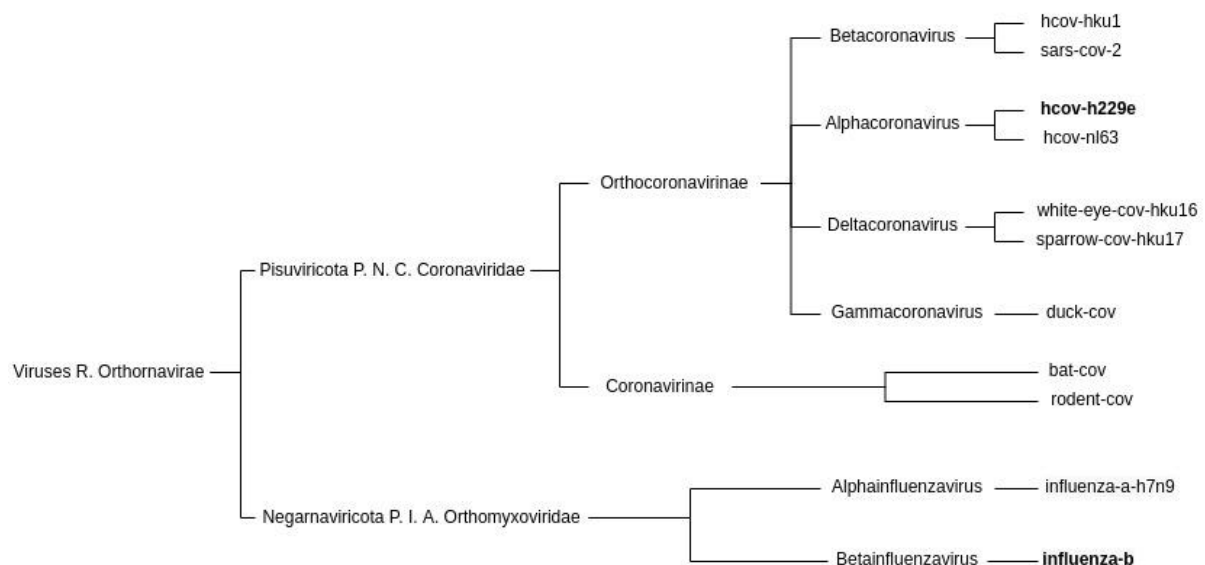 hcov-hku1
Betacoronavirus
sars-cov-2
hcov-h229e
Alphacoronavirus
hcov-nl63
Orthocoronavirinae
white-eye-cov-hku16
Deltacoronavirus
sparrow-cov-hku17
Pisuviricota P. N. C. Coronaviridae
Gammacoronavirus
duck-cov
Viruses R. Orthornavirae
bat-cov
Coronavirinae
rodent-cov
Alphainfluenzavirus
influenza-a-h7n9
Negarnaviricota P. I. A. Orthomyxoviridae
Betainfluenzavirus
influenza-b